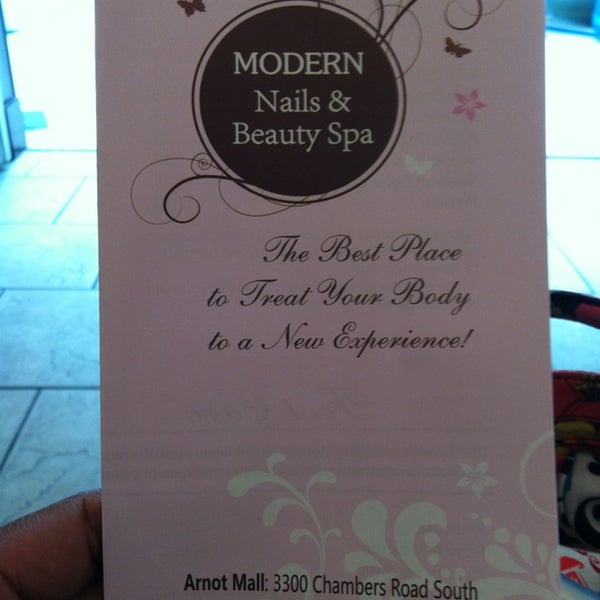 MODERN
Nails &
Beauty Spa
The Best Place
to Treat Your Body
to a New Experience!
Arnot Mall: 3300 Chambers Road South